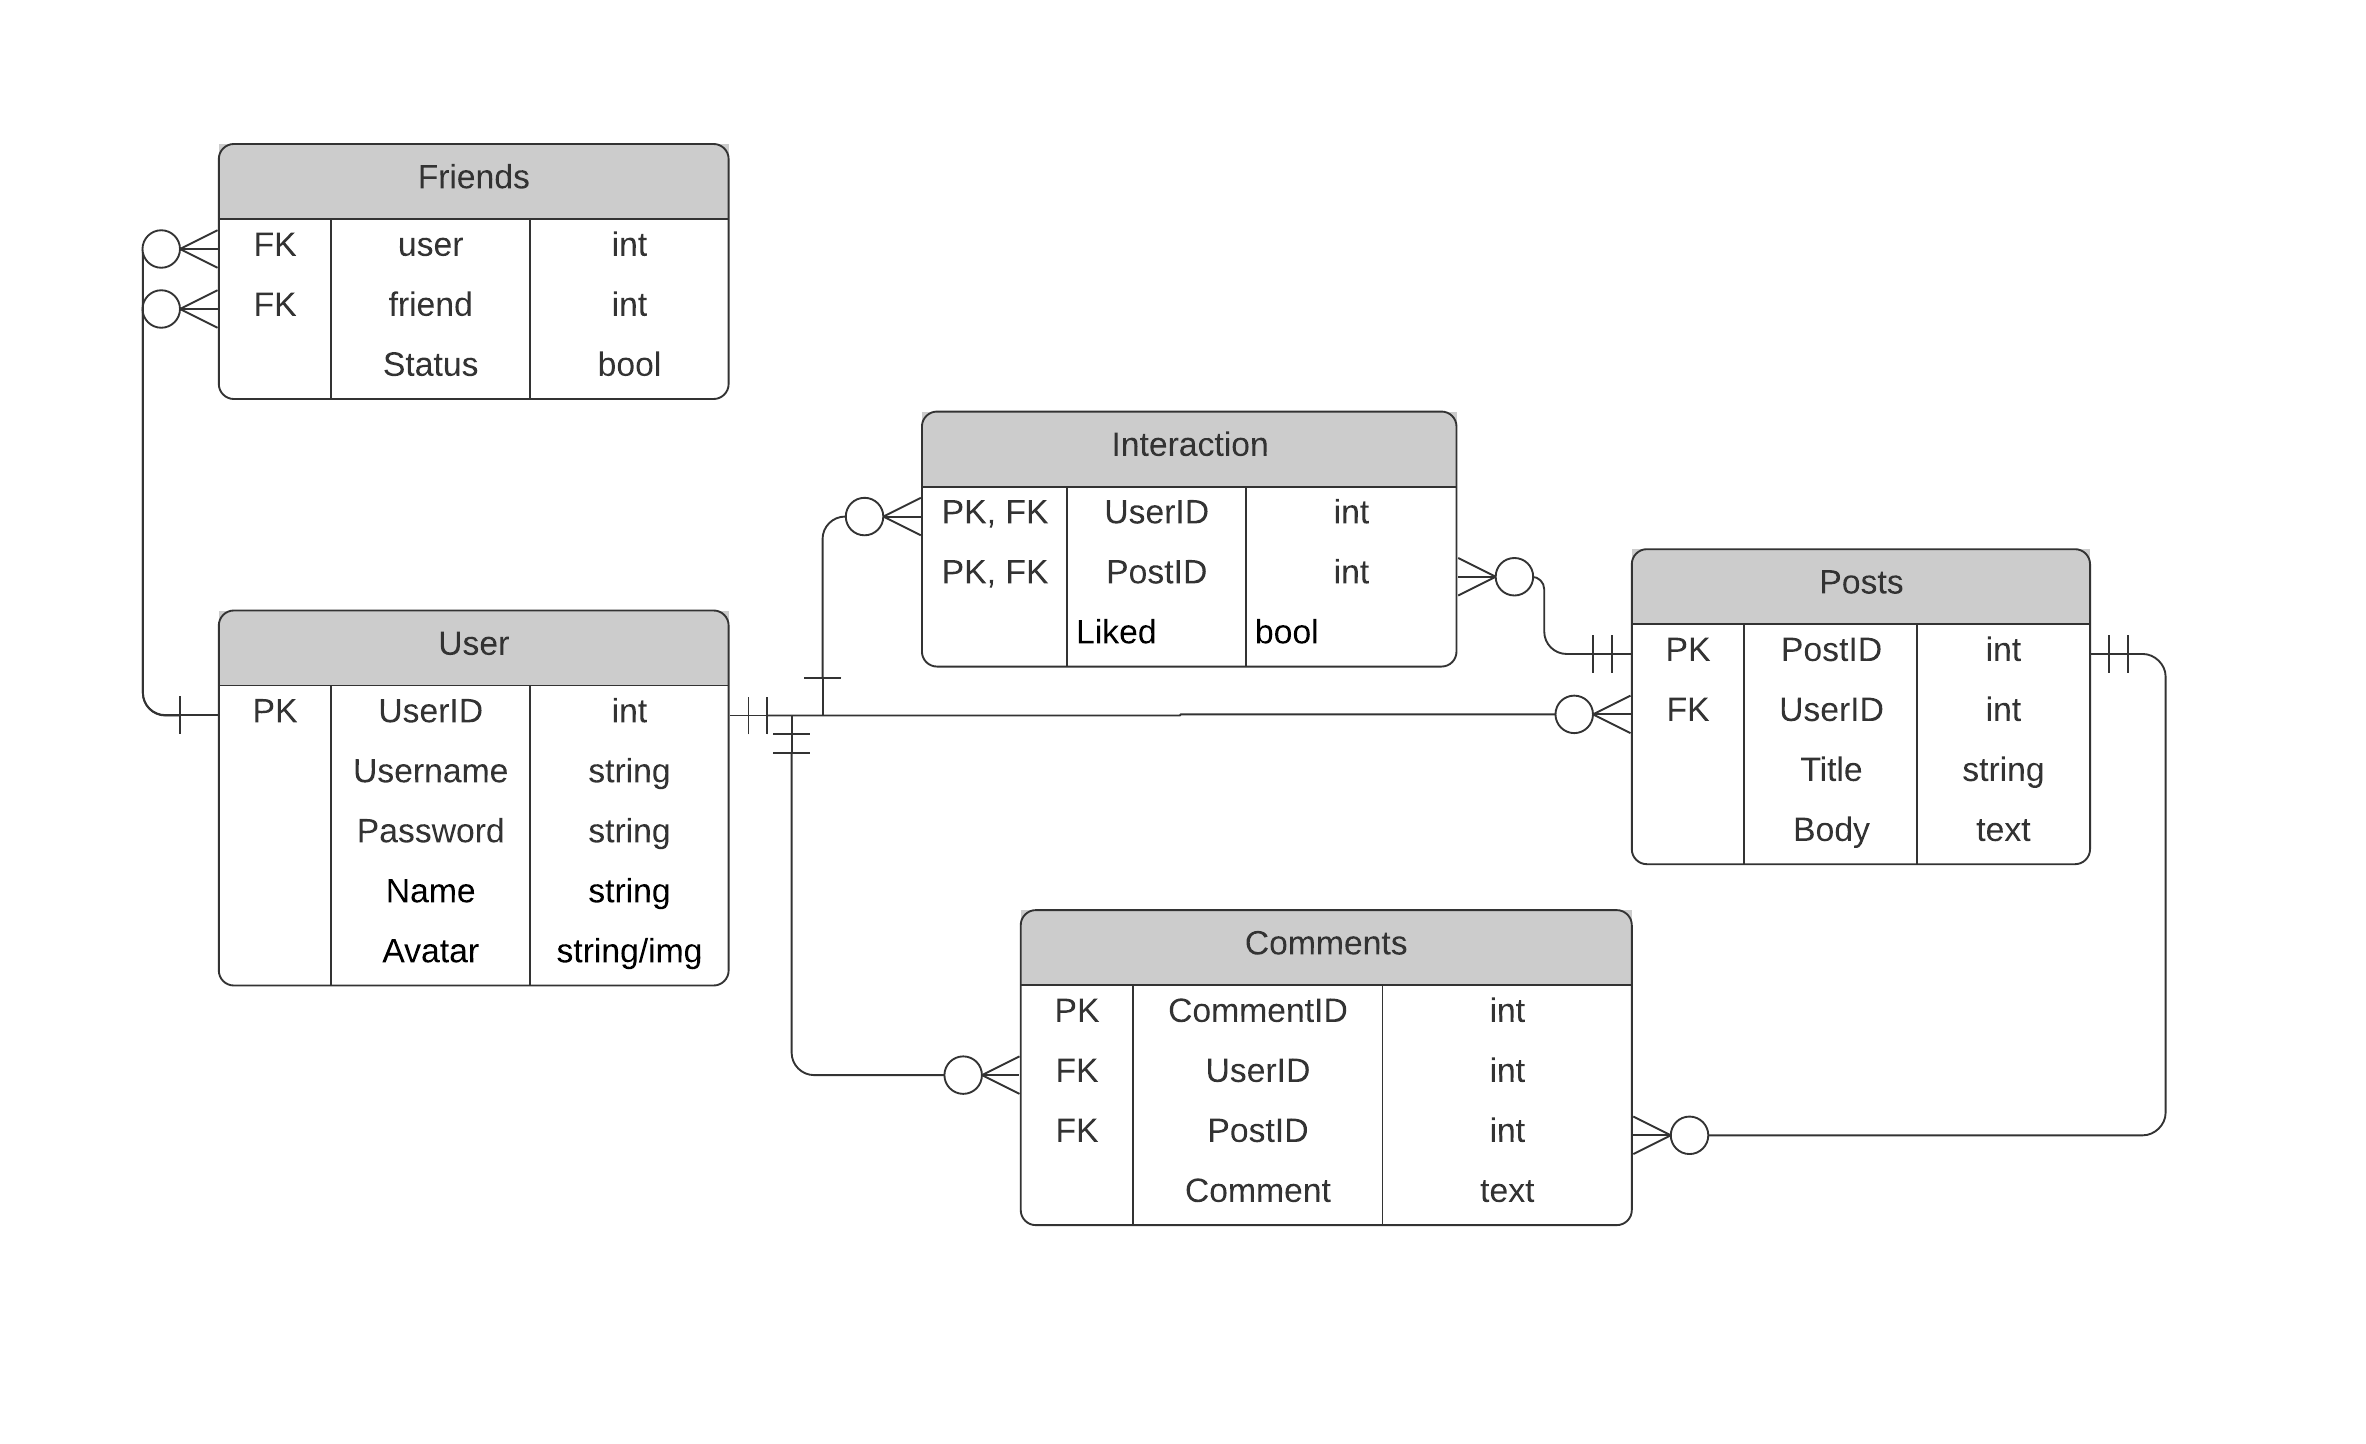 Friends
FK user int
FK friend int
Status bool
Interaction
PK, FK UserID int
PK, FK PostID int
Liked bool
Posts
PK PostID int
FK UserID int
Title string
Body text
User
PK UserID int
Username string
Password string
Name string
Avatar string/img
Comments
PK CommentID int
FK UserID int
FK PostID int
Comment text